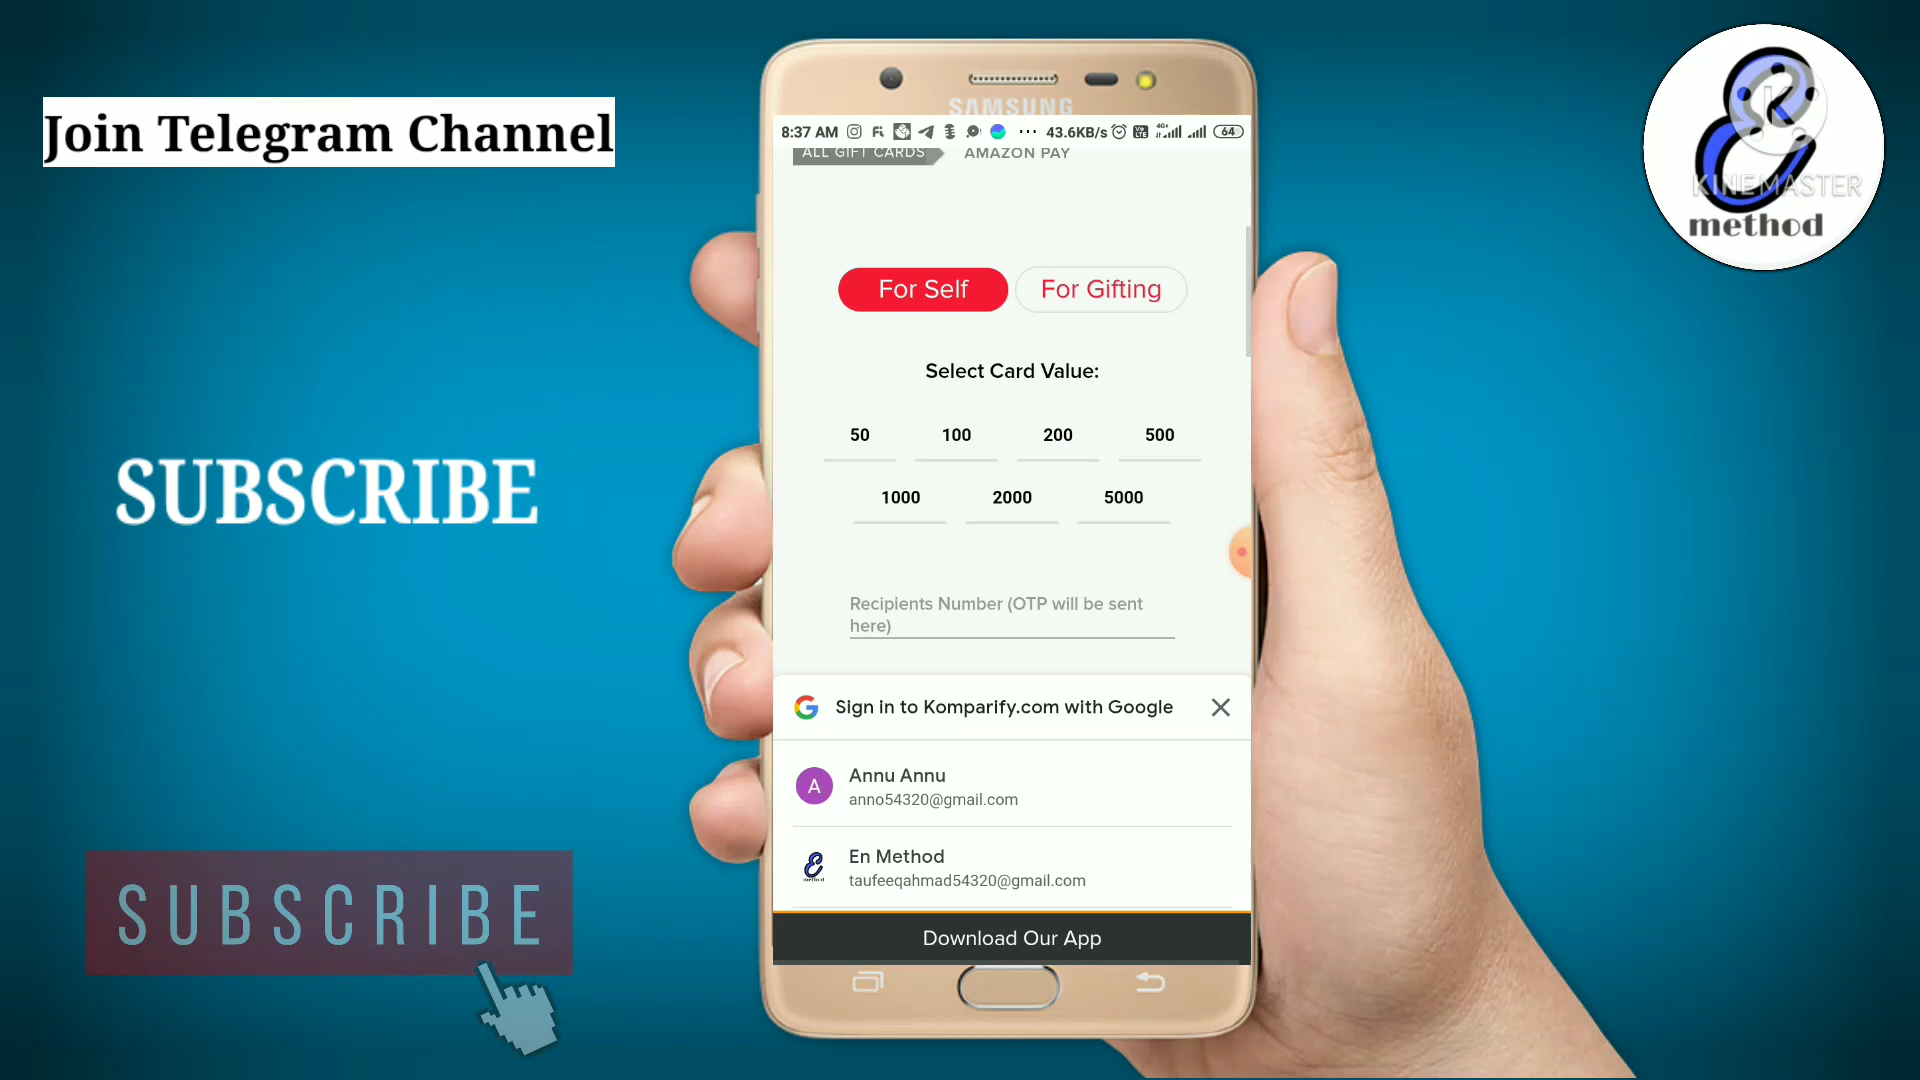 Join Telegram Channel
SUBSCRIBE
SUBSCRIBE
SAMSUNG
8:37 AM
43.6KB/s
64
ALL GIFT CARDS
AMAZON PAY
For Self
For Gifting
Select Card Value:
50
100
200
500
1000
2000
5000
Recipients Number (OTP will be sent
here)
Sign in to Komparify.com with Google
A
Annu Annu
anno54320@gmail.com
En Method
taufeeqahmad54320@gmail.com
Download Our App
K
KINEMASTER
method